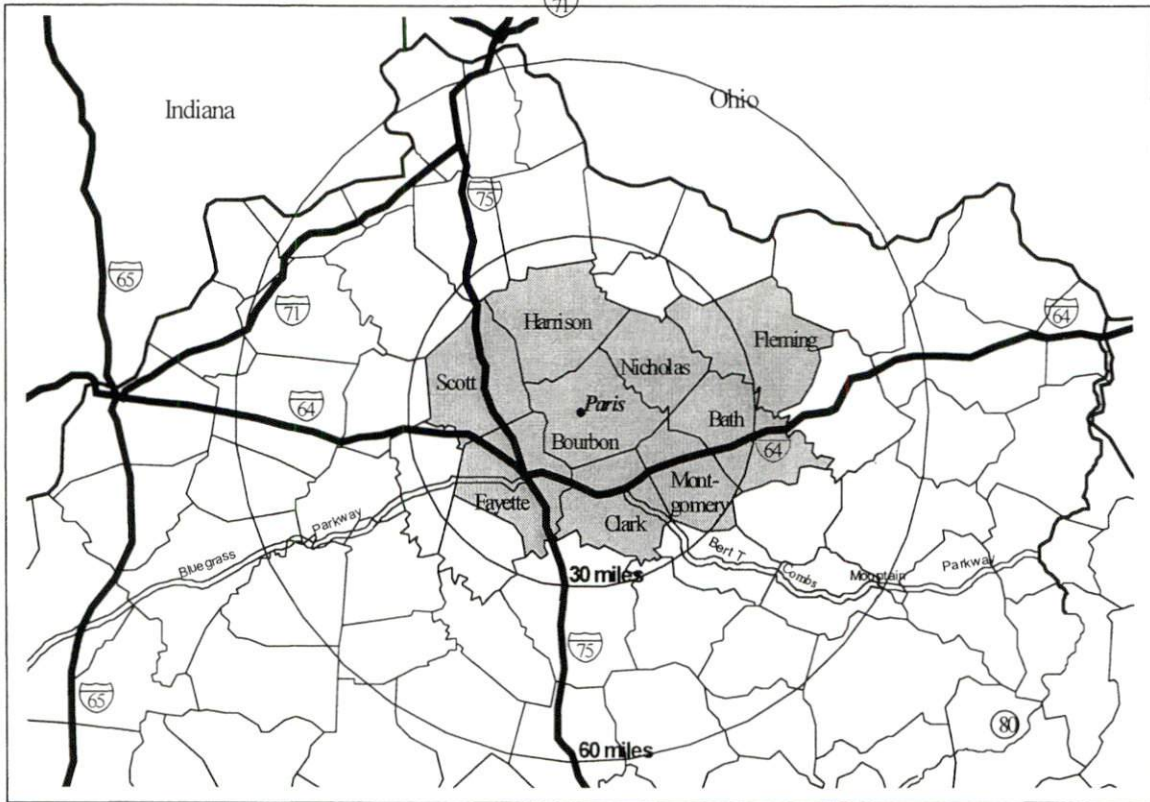 71
Indiana
Ohio
75
65
71
64
Harrison
Fleming
Nicholas
Scott
64
Paris
Bath
Bourbon
64
Mont-
gomery
Fayette
Clark
Parkway
Bluegrass
Bert T
Combs
Mountain
Parkway
30 miles
75
65
80
60 miles